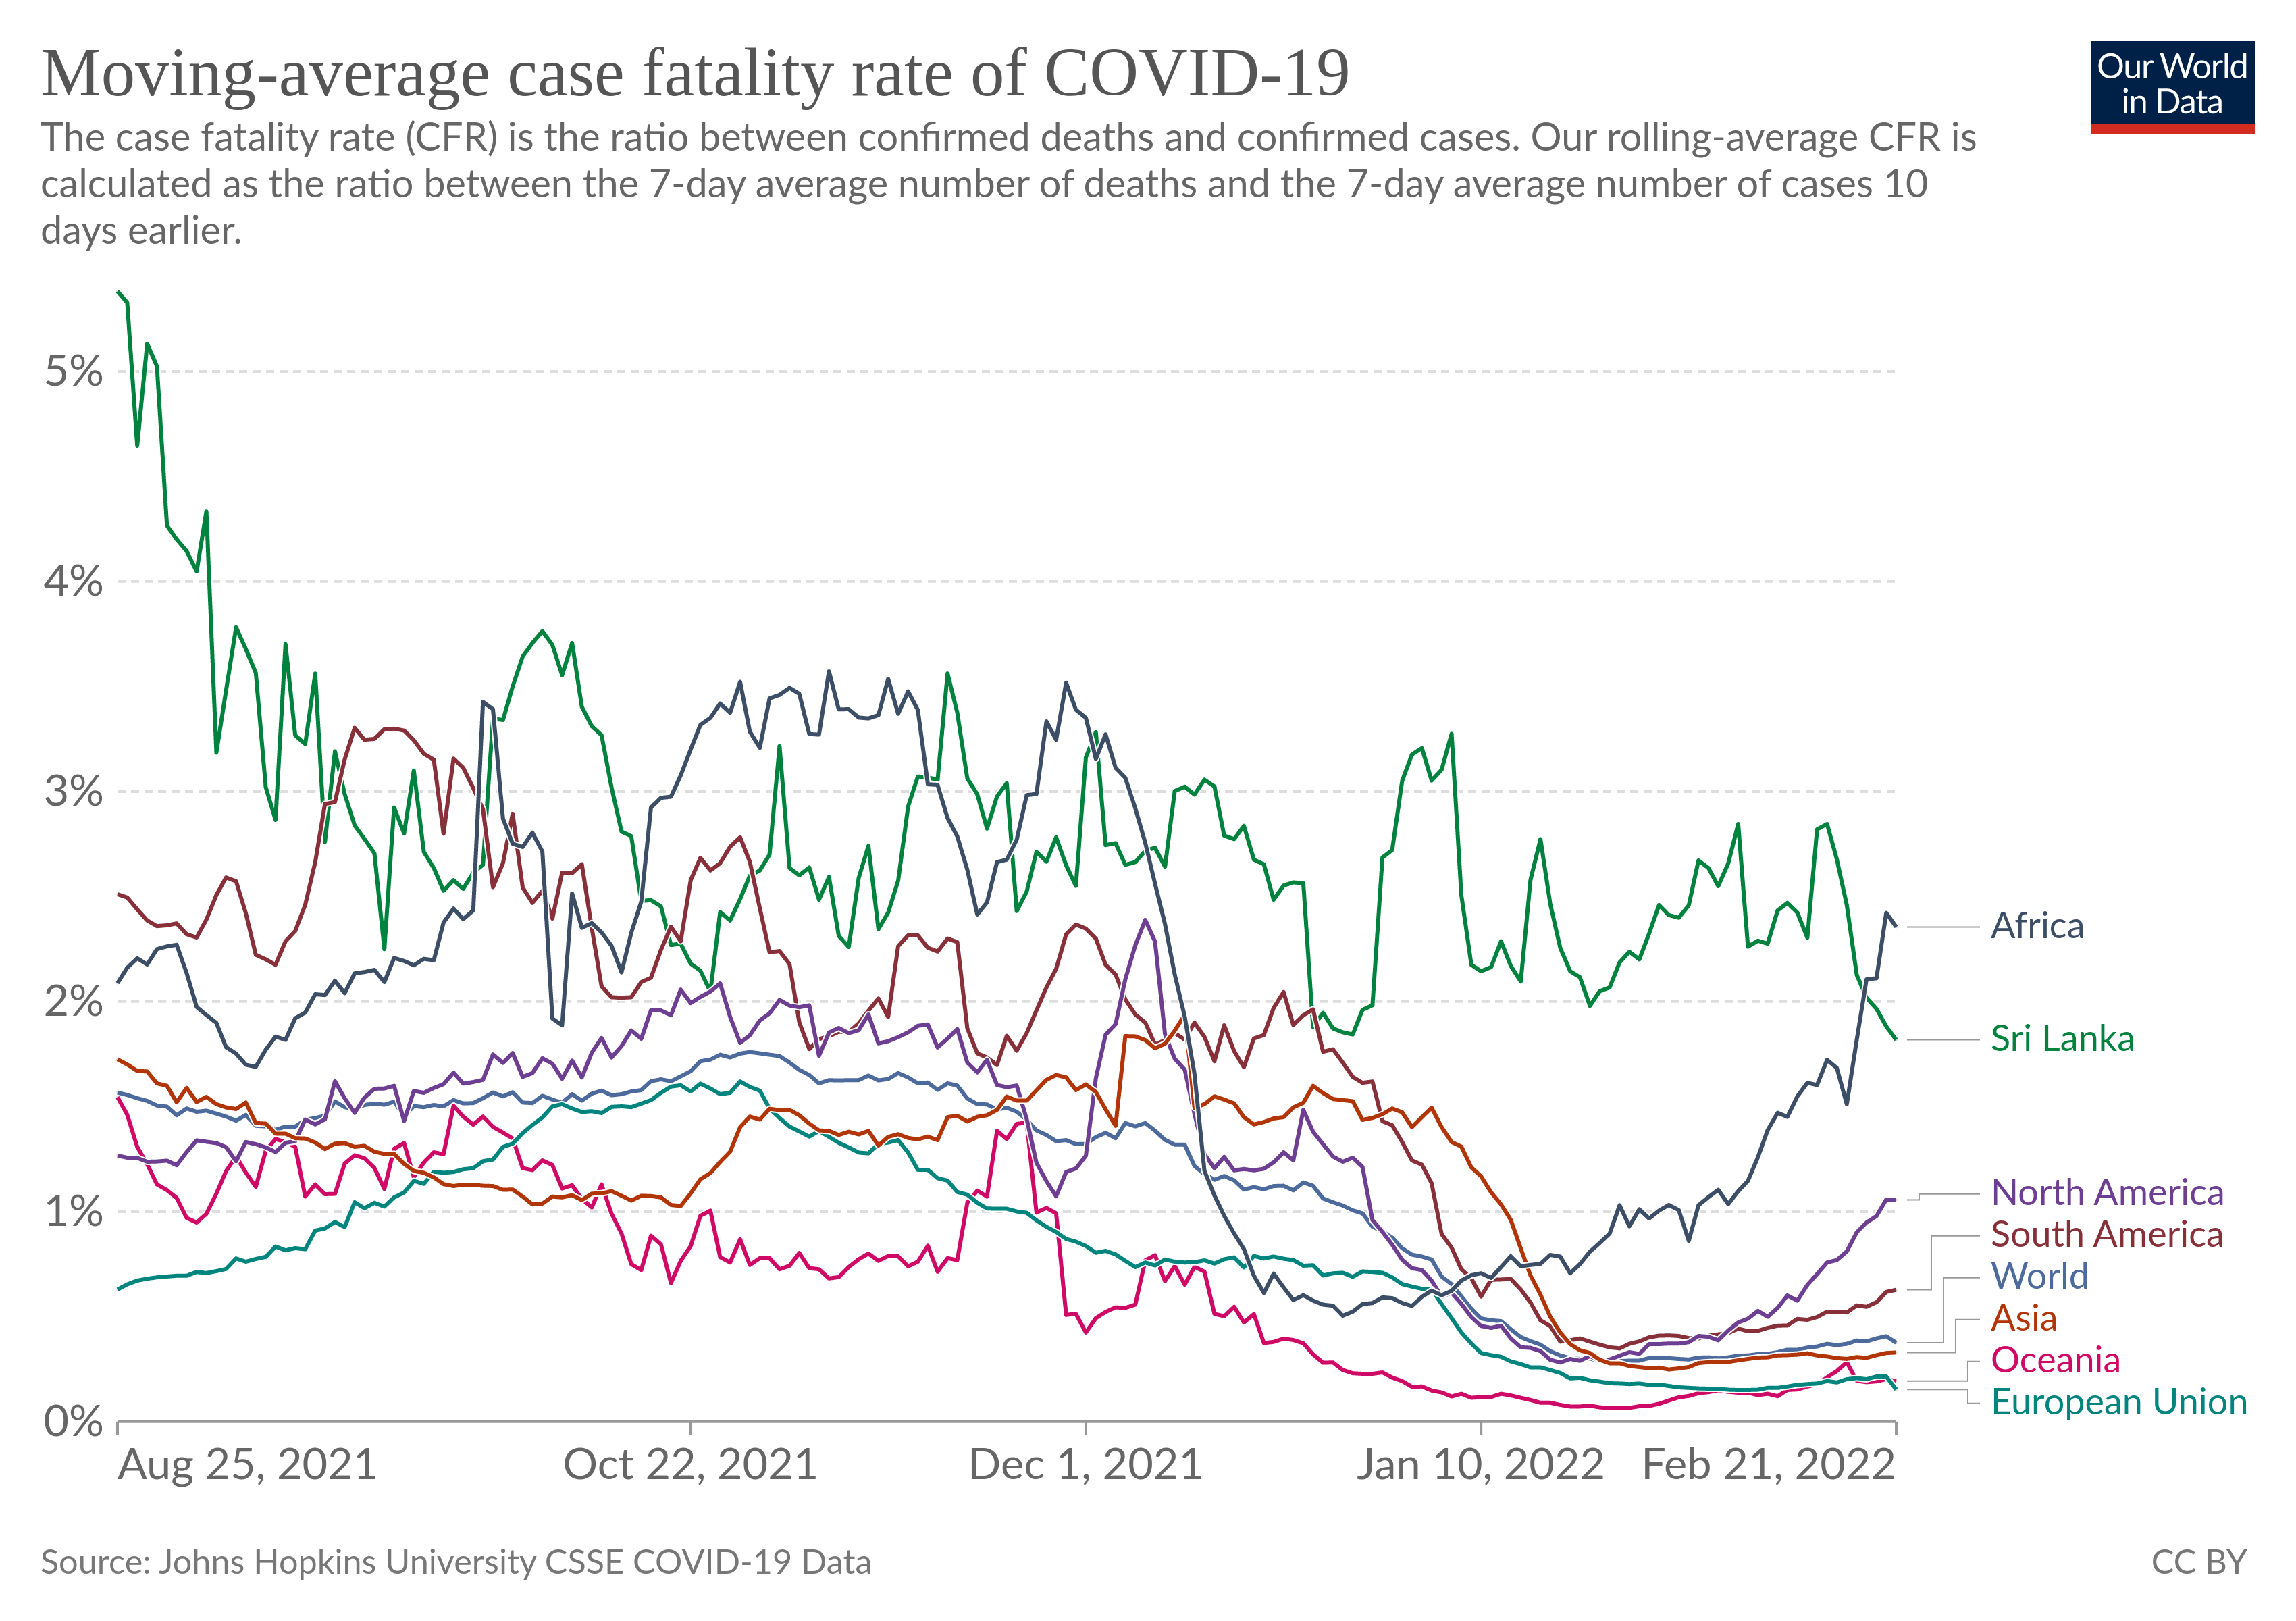 Moving-average case fatality rate of COVID-19
Our World
in Data
The case fatality rate (CFR) is the ratio between confirmed deaths and confirmed cases. Our rolling-average CFR is
calculated as the ratio between the 7-day average number of deaths and the 7-day average number of cases 10
days earlier.
5%
4%
3%
2%
1%
0%
Africa
Sri Lanka
North America
South America
World
Asia
Oceania
European Union
Aug 25, 2021
Oct 22, 2021
Dec 1, 2021
Jan 10, 2022
Feb 21, 2022
Source: Johns Hopkins University CSSE COVID-19 Data
CC BY